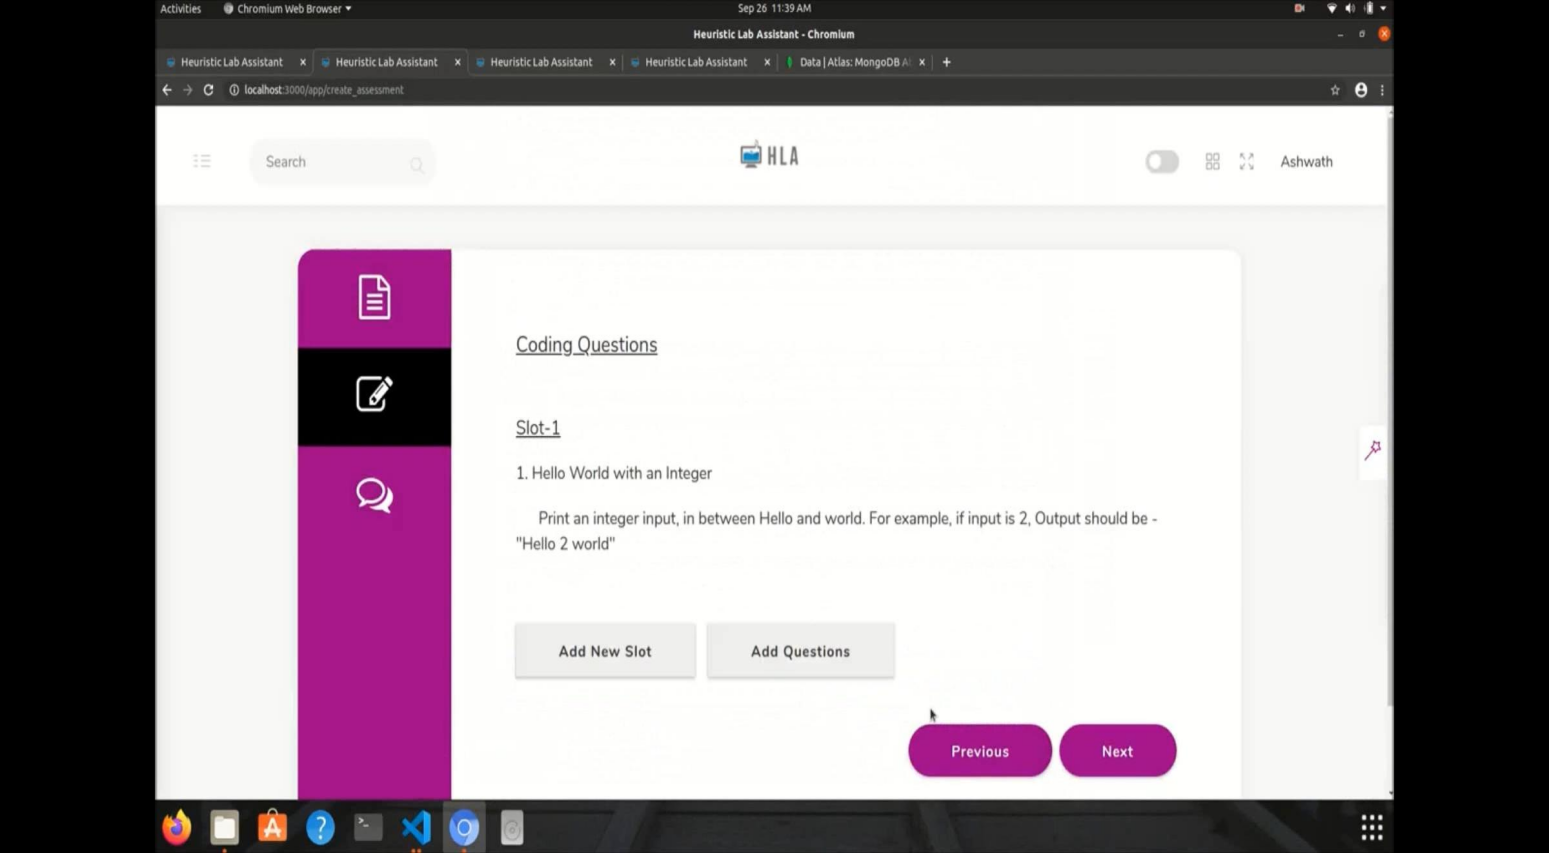 Activities Chromium Web Browser Sep 26 11:39 AM
Heuristic Lab Assistant - Chromium
Heuristic Lab Assistant Heuristic Lab Assistant Heuristic Lab Assistant Heuristic Lab Assistant Data | Atlas: MongoDB
localhost:3000/app/create_assessment
Search HLA Ashwath
Coding Questions
Slot-1
1. Hello World with an Integer
Print an integer input, in between Hello and world. For example, if input is 2, Output should be -
"Hello 2 world"
Add New Slot Add Questions
Previous Next